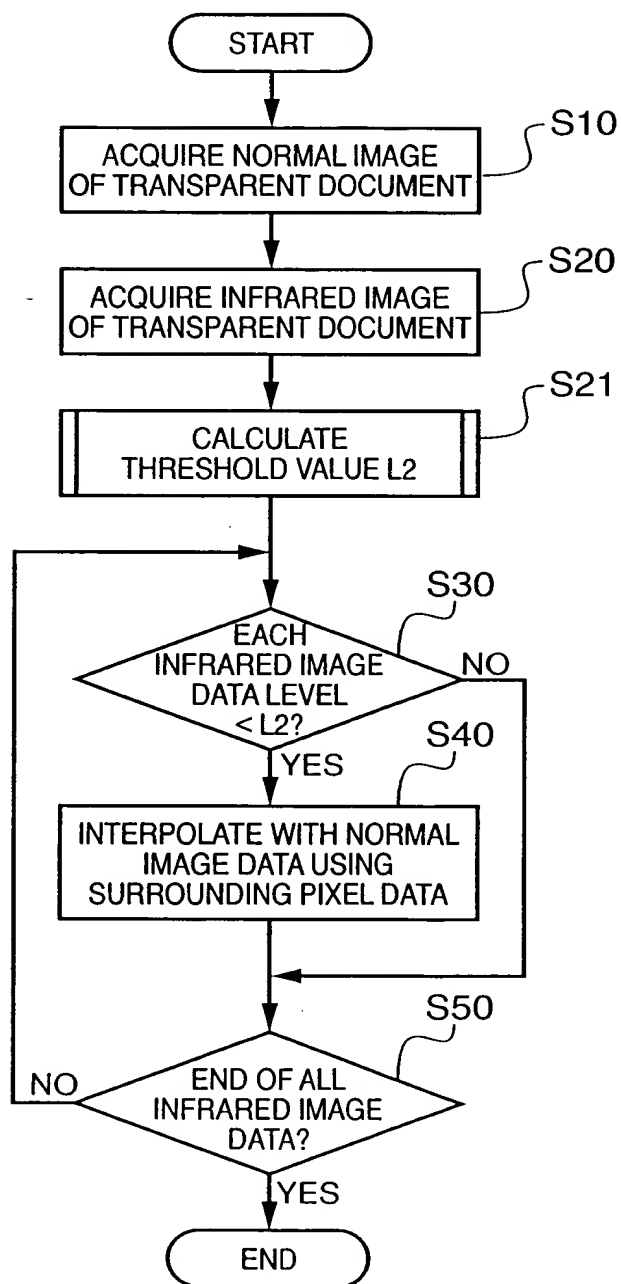 START
ACQUIRE NORMAL IMAGE
OF TRANSPARENT DOCUMENT
S10
ACQUIRE INFRARED IMAGE
OF TRANSPARENT DOCUMENT
S20
CALCULATE
THRESHOLD VALUE L2
S21
EACH
INFRARED IMAGE
DATA LEVEL
< L2?
S30
NO
YES
INTERPOLATE WITH NORMAL
IMAGE DATA USING
SURROUNDING PIXEL DATA
S40
END OF ALL
INFRARED IMAGE
DATA?
S50
NO
YES
END